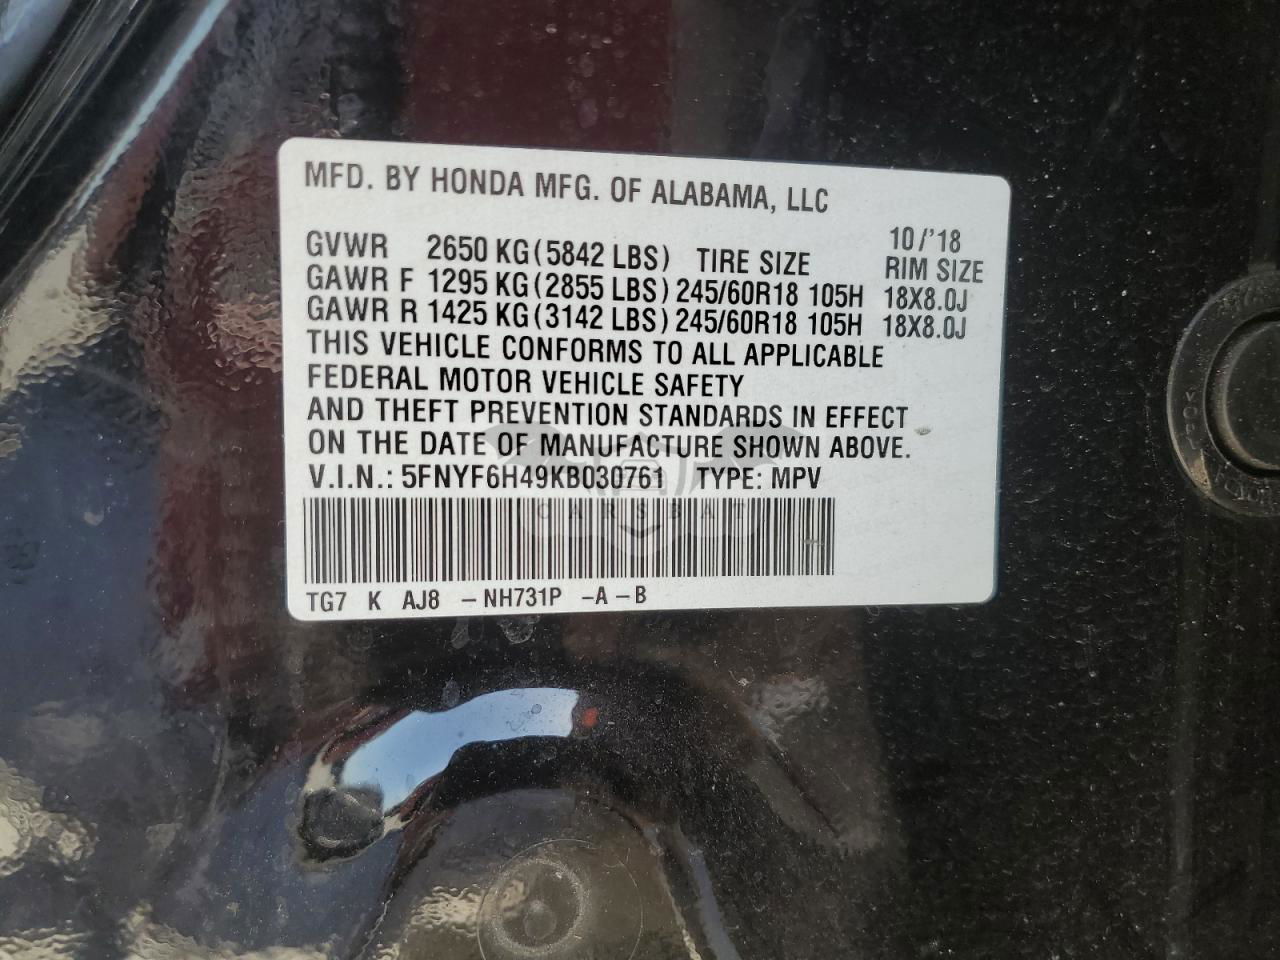 MFD. BY HONDA MFG. OF ALABAMA, LLC
10/'18
GVWR 2650 KG (5842 LBS) TIRE SIZE RIM SIZE
GAWR F 1295 KG (2855 LBS) 245/60R18 105H 18X8.0J
GAWR R 1425 KG (3142 LBS) 245/60R18 105H 18X8.0J
THIS VEHICLE CONFORMS TO ALL APPLICABLE
FEDERAL MOTOR VEHICLE SAFETY
AND THEFT PREVENTION STANDARDS IN EFFECT
ON THE DATE OF MANUFACTURE SHOWN ABOVE.
V.I.N.: 5FNYF6H49KB030761 TYPE: MPV
CARSBAT
TG7 K AJ8 -NH731P -A -B